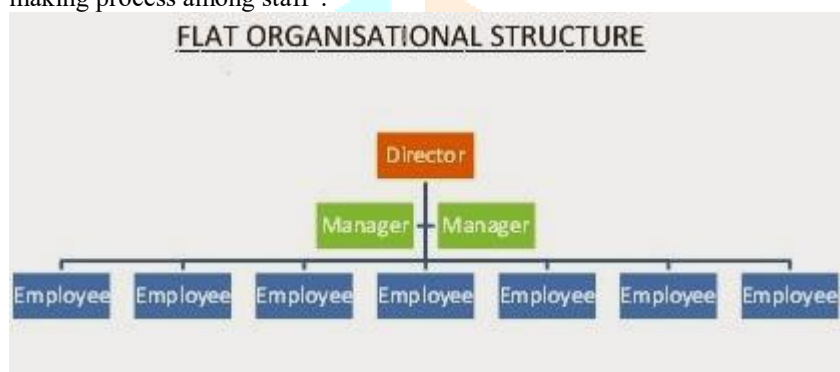 making process among staff".
FLAT ORGANISATIONAL STRUCTURE
Director
Manager Manager
Employee Employee Employee Employee Employee Employee Employee